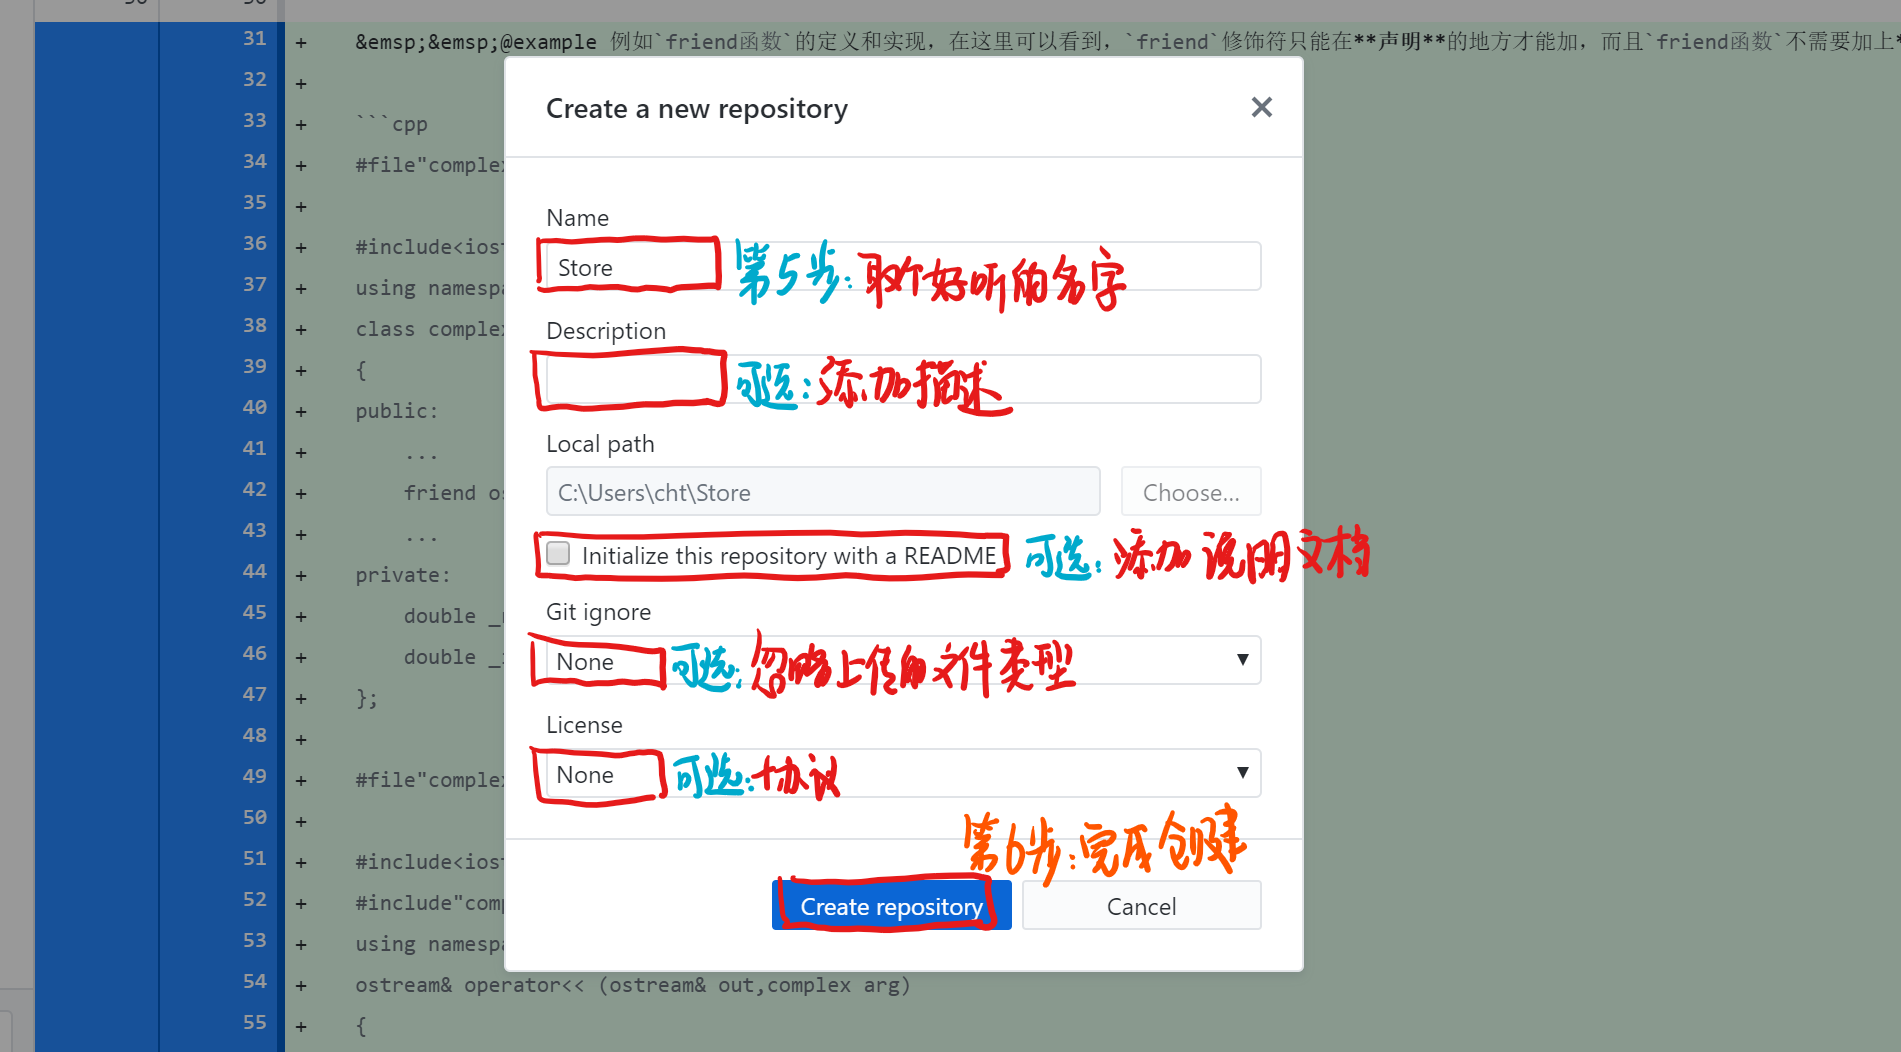 31 + &emsp;&emsp;@example 例如`friend函数`的定义和实现，在这里可以看到，`friend`修饰符只能在**声明**的地方才能加，而且`friend函数`不需要加上*
32 +
33 + ```cpp
34 + #file"complex
35 +
36 + #include<iost
37 + using namespa
38 + class complex
39 + {
40 + public:
41 + ...
42 + friend os
43 + ...
44 + private:
45 + double _
46 + double _
47 + };
48 +
49 + #file"complex
50 +
51 + #include<iost
52 + #include"comp
53 + using namespa
54 + ostream& operator<< (ostream& out,complex arg)
55 + {
Create a new repository
Name
Store 第5步：取个好听的名字
Description
可选：添加描述
Local path
C:\Users\cht\Store Choose...
Initialize this repository with a README 可选：添加说明文档
Git ignore
None 可选：忽略上传的文件类型
License
None 可选：协议
第6步：完成创建
Create repository Cancel